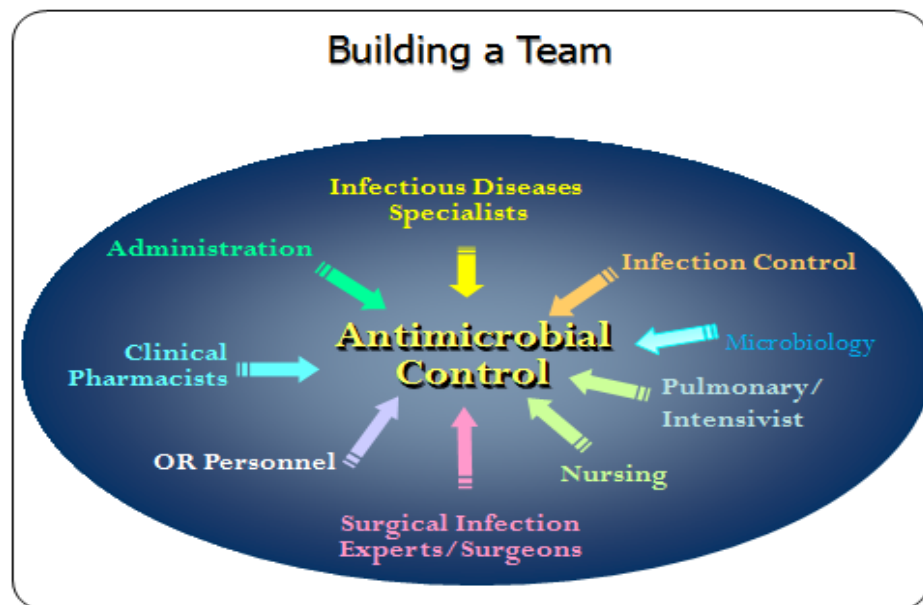 Building a Team
Infectious Diseases
Specialists
Administration
Infection Control
Antimicrobial
Control
Microbiology
Clinical
Pharmacists
Pulmonary/
Intensivist
OR Personnel
Nursing
Surgical Infection
Experts/Surgeons